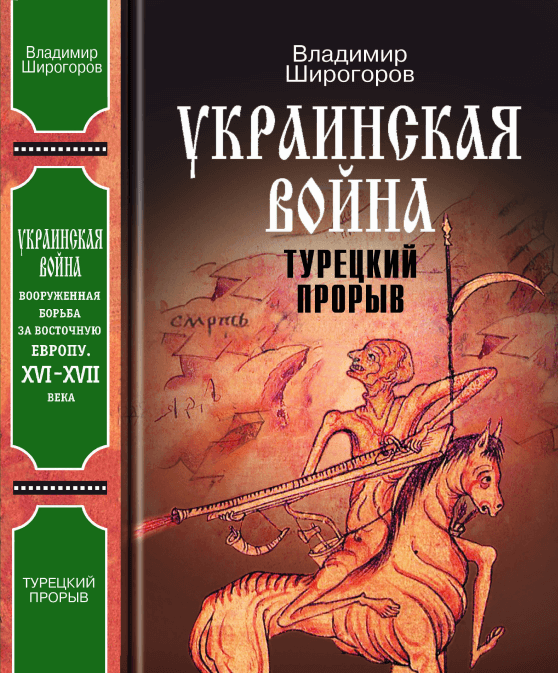 Владимир
Широгоров
УКРАИНСКАЯ
ВОЙНА
ВООРУЖЕННАЯ
БОРЬБА
ЗА ВОСТОЧНУЮ
ЕВРОПУ.
XVI–XVII
ВЕКА
ТУРЕЦКИЙ
ПРОРЫВ
Владимир
Широгоров
УКРАИНСКАЯ
ВОЙНА
ТУРЕЦКИЙ
ПРОРЫВ
смрть